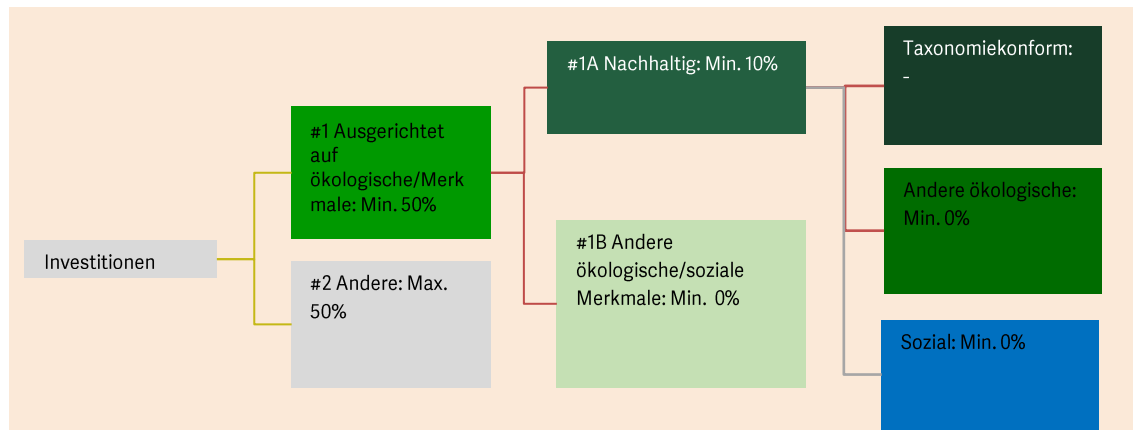 Investitionen
#1 Ausgerichtet
auf
ökologische/Merk
male: Min. 50%
#2 Andere: Max.
50%
#1A Nachhaltig: Min. 10%
#1B Andere
ökologische/soziale
Merkmale: Min.  0%
Taxonomiekonform:
-
Andere ökologische:
Min. 0%
Sozial: Min. 0%